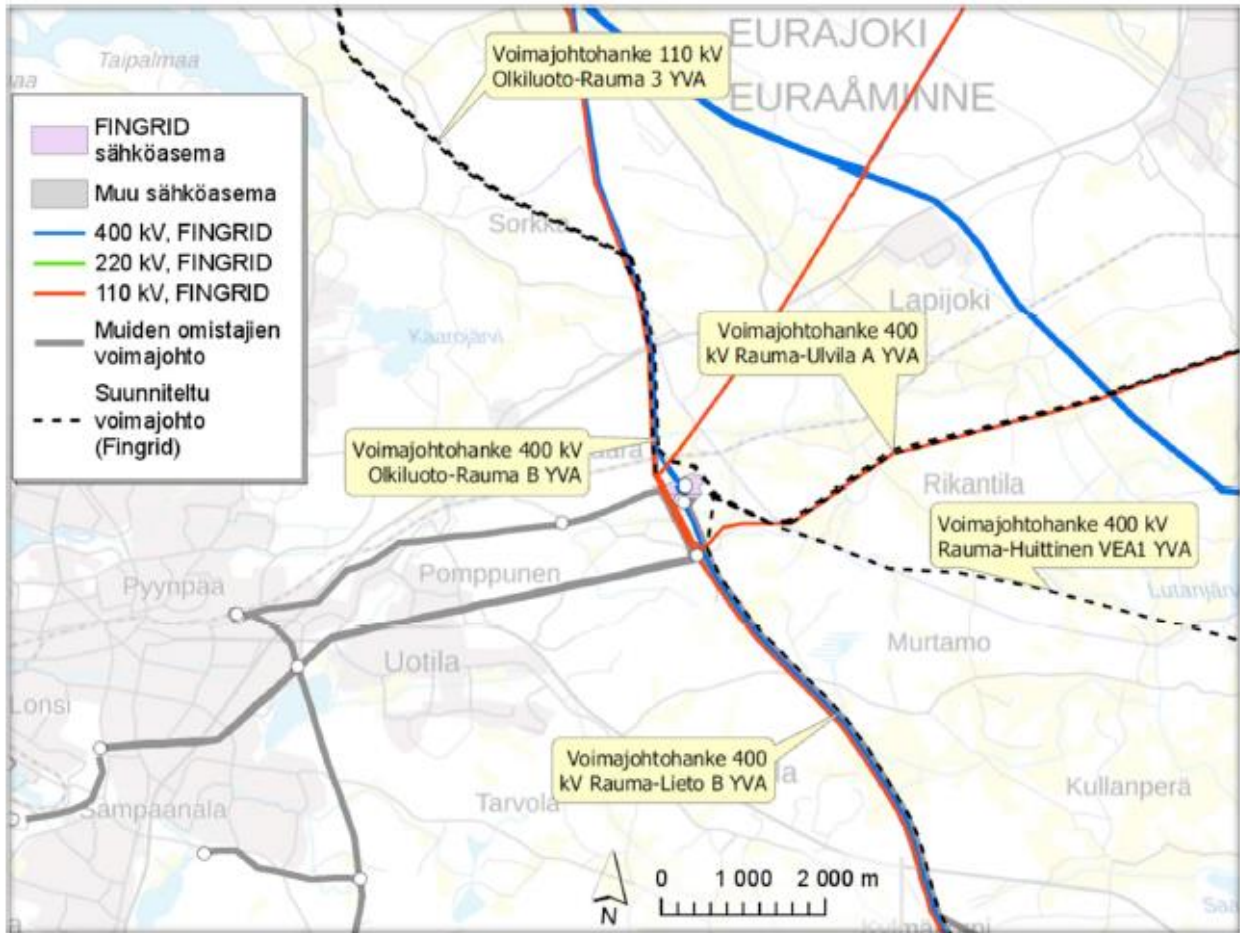 Taipalmaa
EURAJOKI
EURAÅMINNE
Voimajohtohanke 110 kV
Olkiluoto-Rauma 3 YVA
FINGRID
sähköasema
Muu sähköasema
400 kV, FINGRID
220 kV, FINGRID
110 kV, FINGRID
Muiden omistajien
voimajohto
Suunniteltu
voimajohto
(Fingrid)
Sorkka
Lapijoki
Kaarojärvi
Voimajohtohanke 400
kV Rauma-Ulvila A YVA
Voimajohtohanke 400 kV
Olkiluoto-Rauma B YVA
Rikantila
Voimajohtohanke 400 kV
Rauma-Huittinen VEA1 YVA
Pyynpää
Pomppunen
Lutanjärvi
Murtamo
Uotila
Lonsi
Voimajohtohanke 400
kV Rauma-Lieto B YVA
Kullanperä
Sampaanala
Tarvola
0 1 000 2 000 m
N